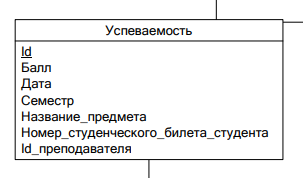 Успеваемость
Id
Балл
Дата
Семестр
Название_предмета
Номер_студенческого_билета_студента
Id_преподавателя